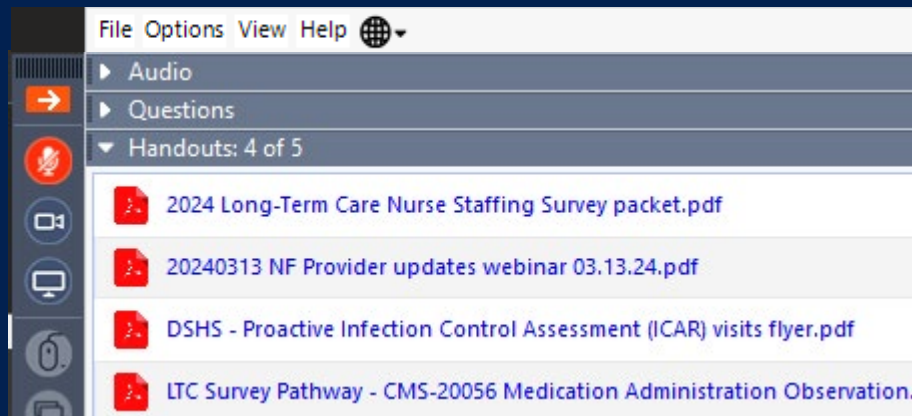 File Options View Help
Audio
Questions
Handouts: 4 of 5
2024 Long-Term Care Nurse Staffing Survey packet.pdf
20240313 NF Provider updates webinar 03.13.24.pdf
DSHS - Proactive Infection Control Assessment (ICAR) visits flyer.pdf
LTC Survey Pathway - CMS-20056 Medication Administration Observation.